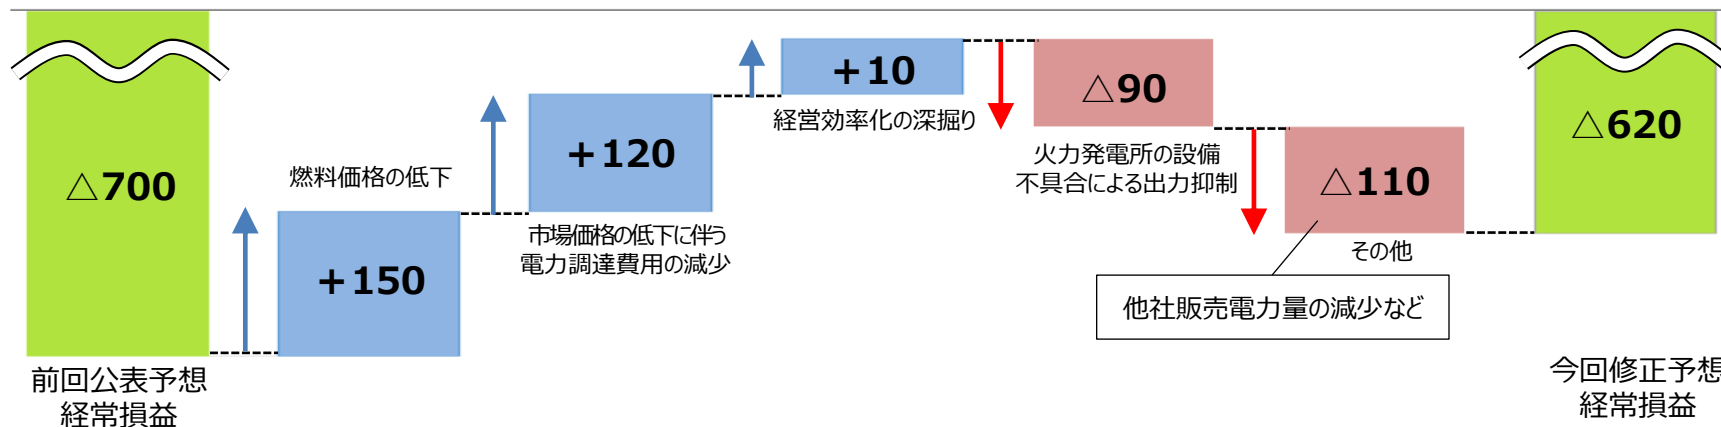 △700
前回公表予想
経常損益
燃料価格の低下
+150
+120
市場価格の低下に伴う
電力調達費用の減少
+10
経営効率化の深掘り
△90
火力発電所の設備
不具合による出力抑制
△110
その他
他社販売電力量の減少など
△620
今回修正予想
経常損益